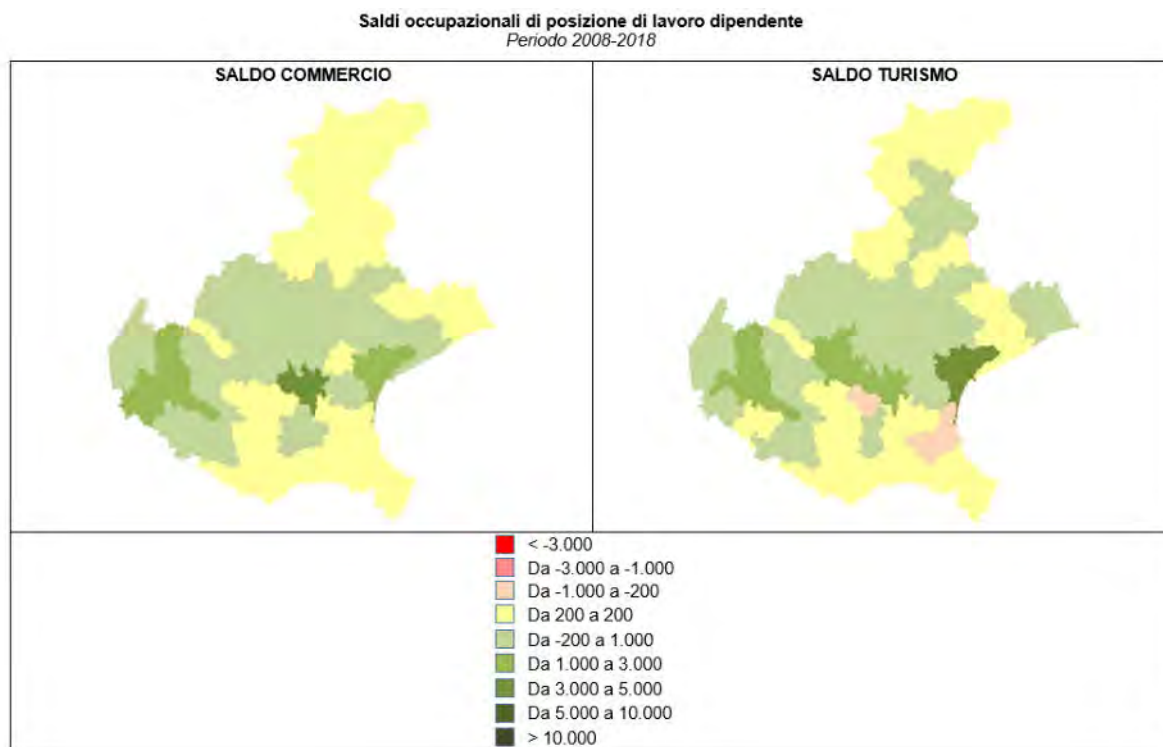 Saldi occupazionali di posizione di lavoro dipendente
Periodo 2008-2018
SALDO COMMERCIO
SALDO TURISMO
< -3.000
Da -3.000 a -1.000
Da -1.000 a -200
Da 200 a 200
Da -200 a 1.000
Da 1.000 a 3.000
Da 3.000 a 5.000
Da 5.000 a 10.000
> 10.000